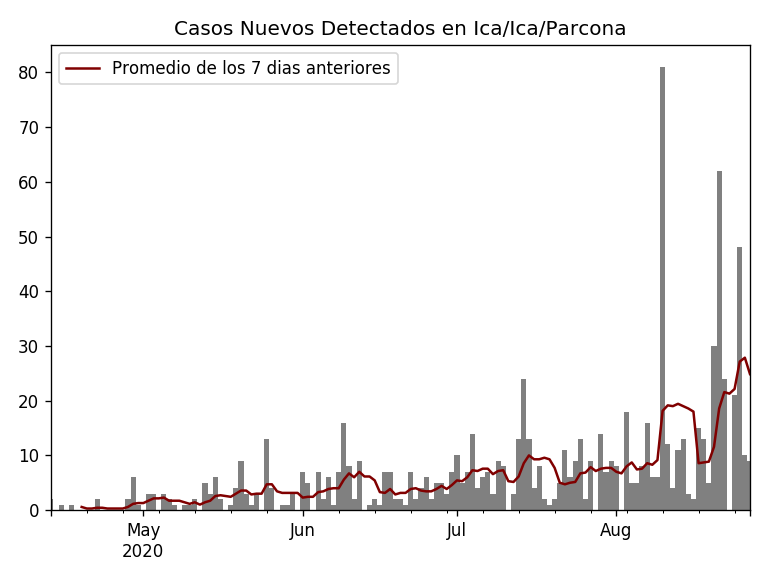 Casos Nuevos Detectados en Ica/Ica/Parcona
Promedio de los 7 dias anteriores
80
70
60
50
40
30
20
10
0
May
2020
Jun
Jul
Aug